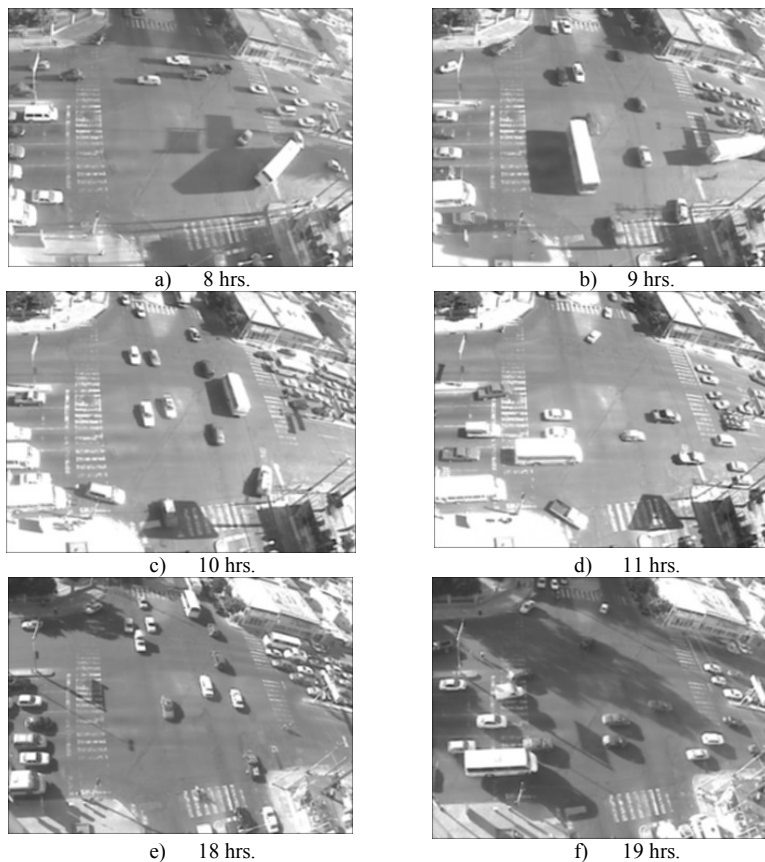 a) 8 hrs.
b) 9 hrs.
c) 10 hrs.
d) 11 hrs.
e) 18 hrs.
f) 19 hrs.